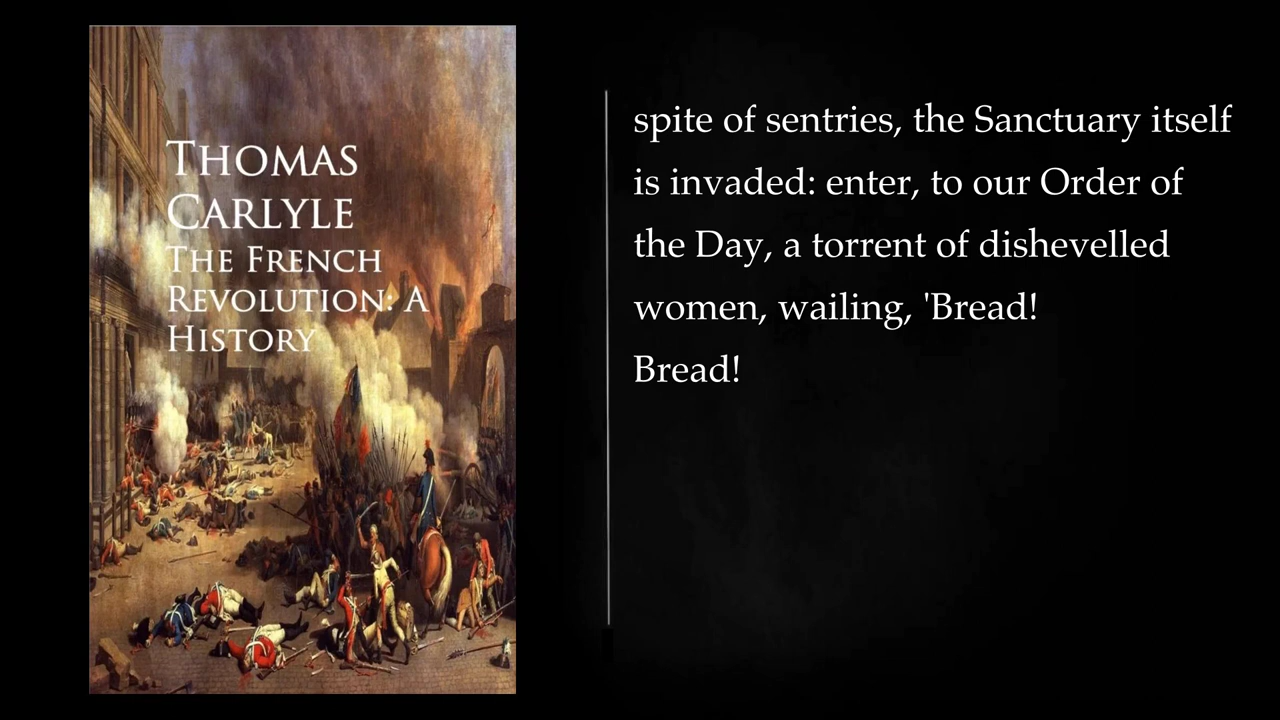 THOMAS
CARLYLE
THE FRENCH
REVOLUTION: A
HISTORY
spite of sentries, the Sanctuary itself
is invaded: enter, to our Order of
the Day, a torrent of dishevelled
women, wailing, 'Bread!
Bread!